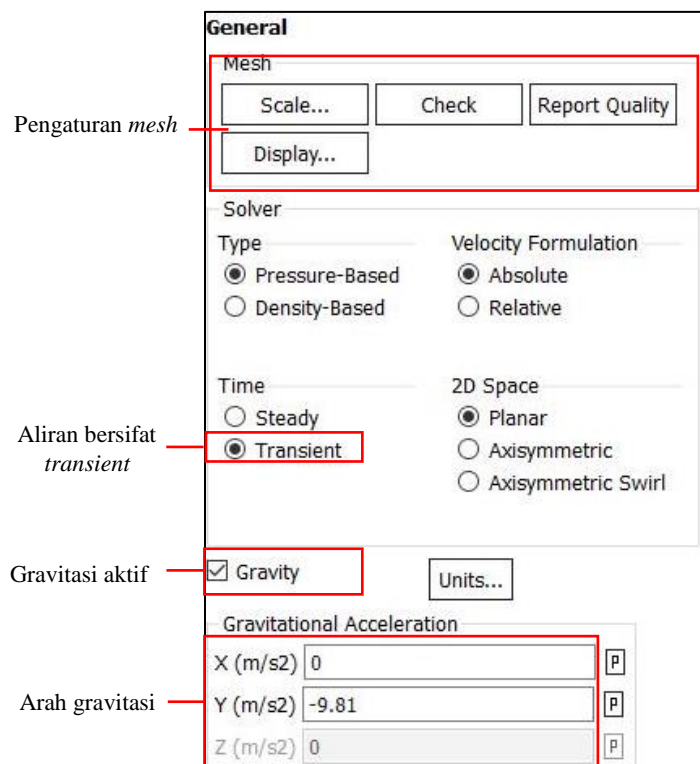 General
Mesh
Scale...
Check
Report Quality
Display...
Pengaturan mesh
Solver
Type
Velocity Formulation
Pressure-Based
Absolute
Density-Based
Relative
Time
2D Space
Steady
Planar
Transient
Axisymmetric
Axisymmetric Swirl
Aliran bersifat
transient
Gravitasi aktif
Gravity
Units...
Gravitational Acceleration
X (m/s2) 0 P
Arah gravitasi
Y (m/s2) -9.81 P
Z (m/s2) 0 P